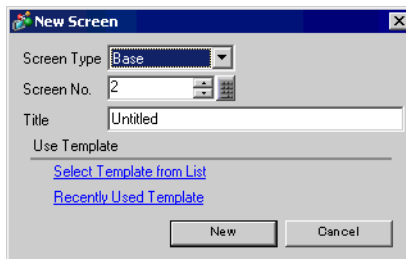 New Screen
Screen Type Base
Screen No. 2
Title Untitled
Use Template
Select Template from List
Recently Used Template
New Cancel